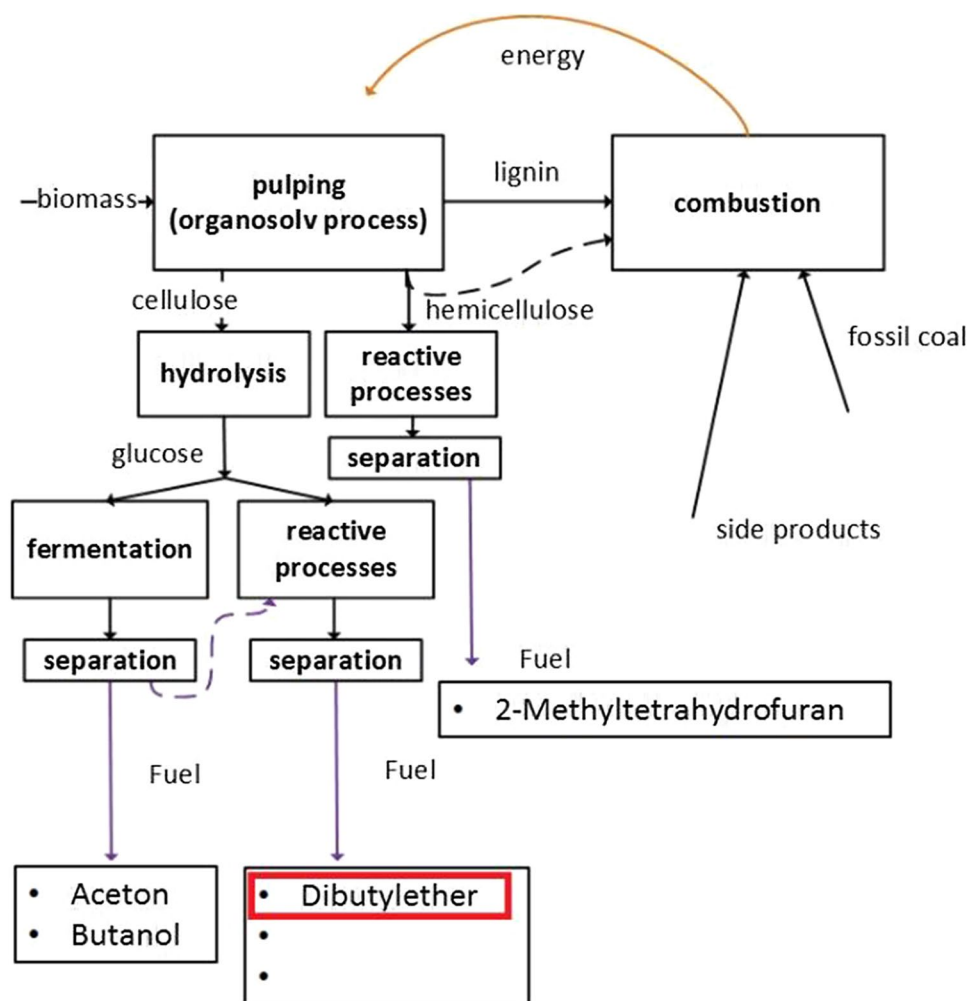 energy
lignin
biomass
pulping
(organosolv process)
combustion
cellulose
hemicellulose
fossil coal
hydrolysis
reactive
processes
glucose
separation
side products
fermentation
reactive
processes
separation
separation
Fuel
• 2-Methyltetrahydrofuran
Fuel
Fuel
• Aceton
• Butanol
• Dibutylether
•
•